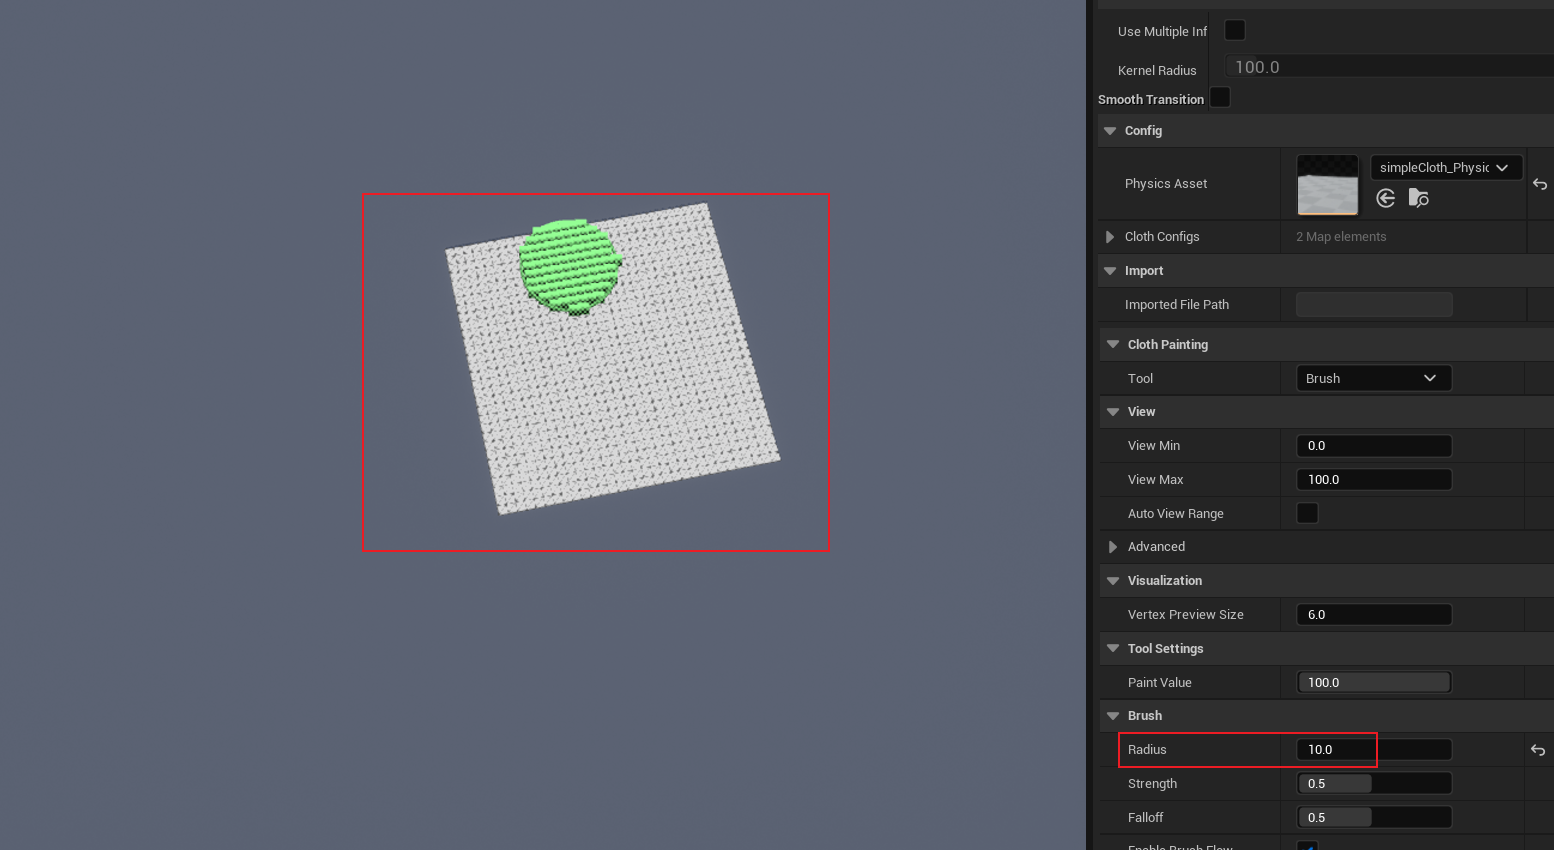 Use Multiple Inf
Kernel Radius 100.0
Smooth Transition
Config
Physics Asset simpleCloth_Physic
Cloth Configs 2 Map elements
Import
Imported File Path
Cloth Painting
Tool Brush
View
View Min 0.0
View Max 100.0
Auto View Range
Advanced
Visualization
Vertex Preview Size 6.0
Tool Settings
Paint Value 100.0
Brush
Radius 10.0
Strength 0.5
Falloff 0.5
Enable Brush Flow